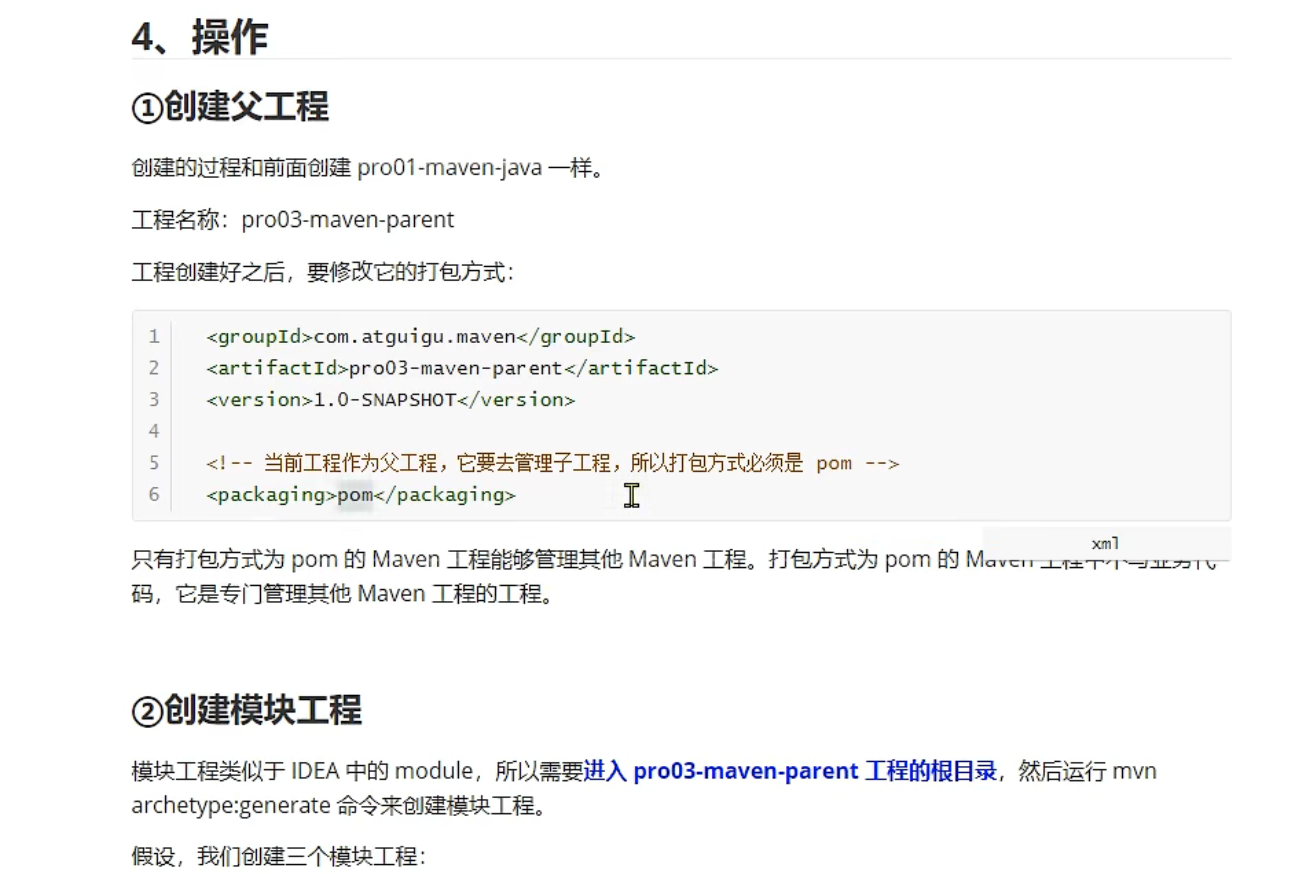 4、操作
①创建父工程
创建的过程和前面创建 pro01-maven-java 一样。
工程名称：pro03-maven-parent
工程创建好之后，要修改它的打包方式：
1 <groupId>com.atguigu.maven</groupId>
2 <artifactId>pro03-maven-parent</artifactId>
3 <version>1.0-SNAPSHOT</version>
4
5 <!-- 当前工程作为父工程，它要去管理子工程，所以打包方式必须是 pom -->
6 <packaging>pom</packaging>
xml
只有打包方式为 pom 的 Maven 工程能够管理其他 Maven 工程。打包方式为 pom 的 Maven 工程中不写业务代
码，它是专门管理其他 Maven 工程的工程。
②创建模块工程
模块工程类似于 IDEA 中的 module，所以需要进入 pro03-maven-parent 工程的根目录，然后运行 mvn
archetype:generate 命令来创建模块工程。
假设，我们创建三个模块工程：